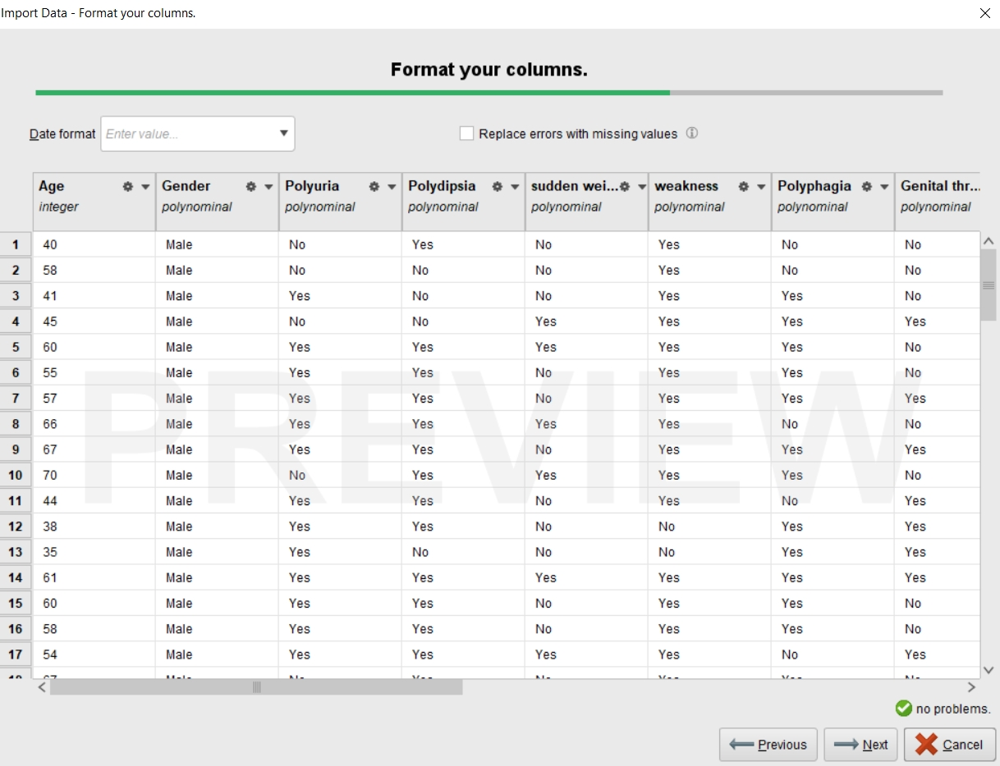 Import Data - Format your columns.
Format your columns.
Date format Enter value... Replace errors with missing values
Age Gender Polyuria Polydipsia sudden wei... weakness Polyphagia Genital thr...
integer polynominal polynominal polynominal polynominal polynominal polynominal polynominal
1 40 Male No Yes No Yes No No
2 58 Male No No No Yes No No
3 41 Male Yes No No Yes Yes No
4 45 Male No No Yes Yes Yes Yes
5 60 Male Yes Yes Yes Yes Yes No
6 55 Male Yes Yes No Yes Yes No
7 57 Male Yes Yes No Yes Yes Yes
8 66 Male Yes Yes Yes Yes No No
9 67 Male Yes Yes No Yes Yes Yes
10 70 Male No Yes Yes Yes Yes No
11 44 Male Yes Yes No Yes No Yes
12 38 Male Yes Yes No No Yes Yes
13 35 Male Yes No No No Yes Yes
14 61 Male Yes Yes Yes Yes Yes Yes
15 60 Male Yes Yes No Yes Yes No
16 58 Male Yes Yes No Yes Yes No
17 54 Male Yes Yes Yes Yes No Yes
PREVIEW
no problems.
Previous Next Cancel